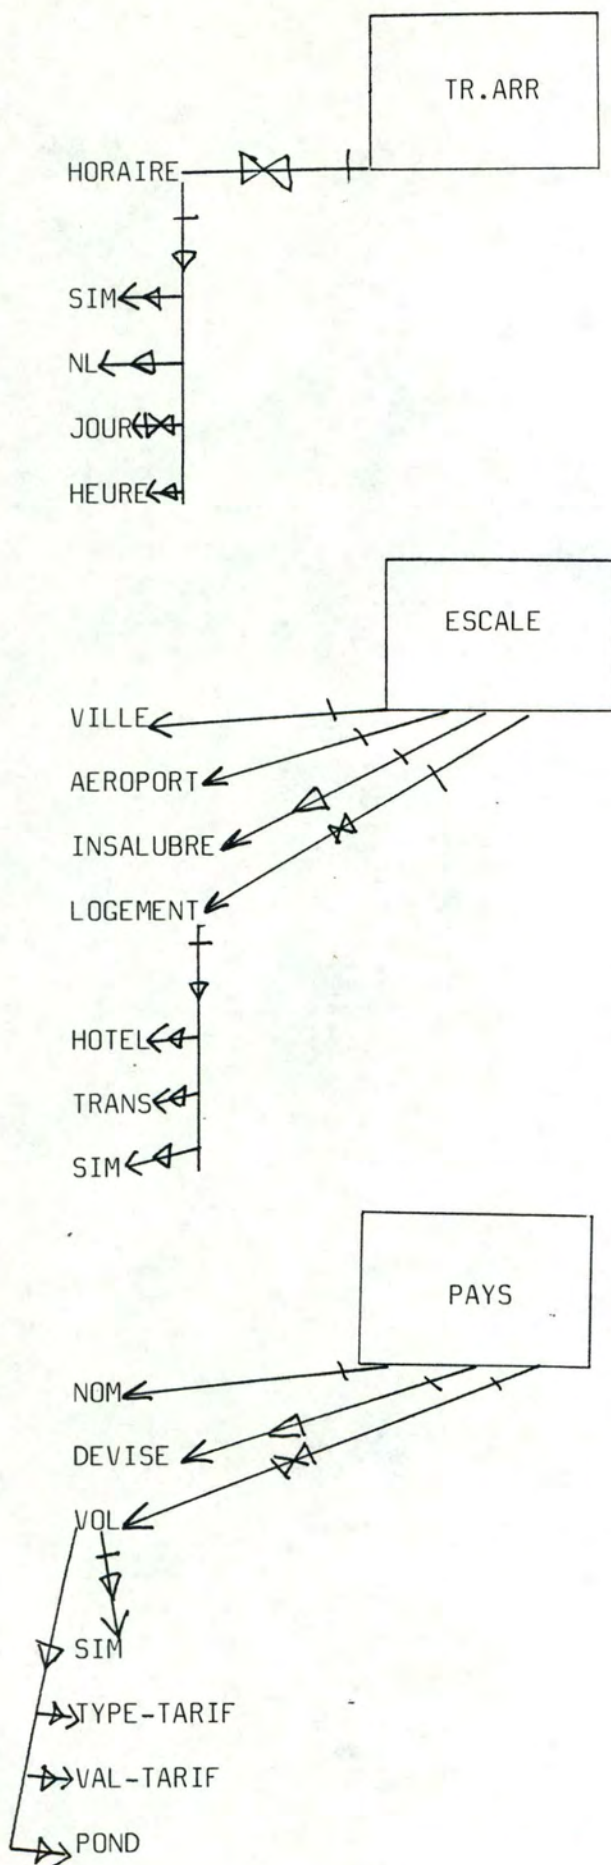 TR.ARR
HORAIRE
SIM
NL
JOUR
HEURE
ESCALE
VILLE
AEROPORT
INSALUBRE
LOGEMENT
HOTEL
TRANS
SIM
PAYS
NOM
DEVISE
VOL
SIM
TYPE-TARIF
VAL-TARIF
POND